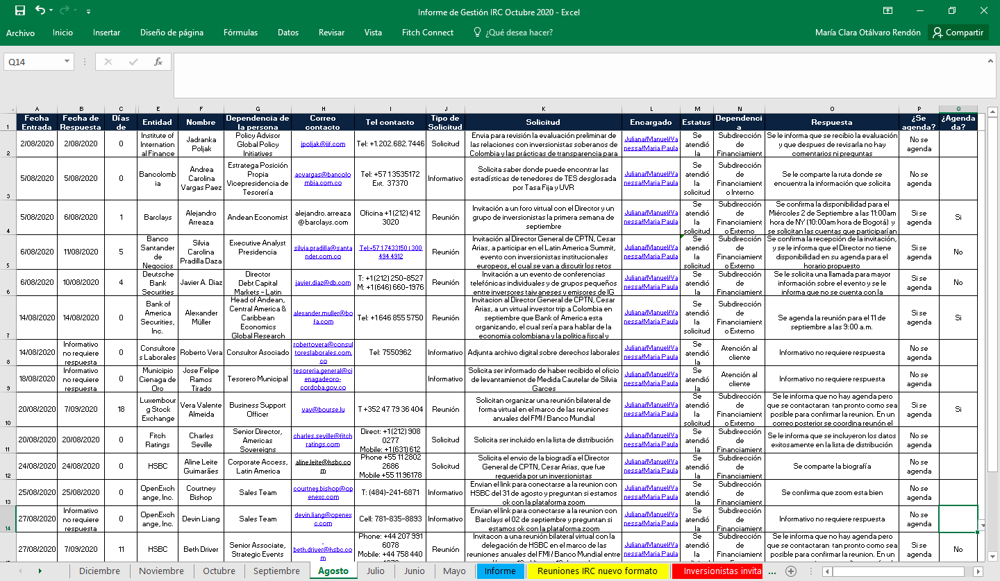 Informe de Gestión IRC Octubre 2020 - Excel
Archivo Inicio Insertar Diseño de página Fórmulas Datos Revisar Vista Fitch Connect ¿Qué desea hacer? María Clara Otálvaro Rendón Compartir
Q14 fx
A B C E F G H I J K L M N O P Q
1 Fecha Entrada Fecha de Respuesta Días de Entidad Nombre Dependencia de la persona Correo contacto Tel contacto Tipo de Solicitud Solicitud Encargado Estatus Dependencia Respuesta ¿Se agenda? ¿Agendada?
2 2/08/2020 2/08/2020 0 Institute of International Finance Jadranka Poljak Policy Advisor Global Policy Initiatives jpoljak@iif.com Tel: +1.202.682.7446 Solicitud Envia para revisión la evaluación preliminar de las relaciones con inversionistas soberanos de Colombia y las prácticas de transparencia para Juliana/Manuel/Vanessa/Maria Paula Se atendió la Subdirección de Financiamient Se le informa que se recibio la evaluación y que despues de revisarla no hay comentarios ni preguntas No se agenda
3 5/08/2020 5/08/2020 0 Bancolombia Andrea Carolina Vargas Paez Estratega Posición Propia Vicepresidencia de Tesorería acvargas@bancolombia.com.co Tel: +57 1 3535172 Ext. 37370 Informativo Solicita saber donde puede encontrar las estadísticas de tenedores de TES desglosada por Tasa Fija y UVR Juliana/Manuel/Vanessa/Maria Paula Se atendió la solicitud Subdirección de Financiamiento Interno Se le comparte la ruta donde se encuentra la información que solicita No se agenda
4 5/08/2020 6/08/2020 1 Barclays Alejandro Arreaza Andean Economist alejandro.arreaza@barclays.com Oficina +1 (212) 412 3020 Reunión Invitación a un foro virtual con el Director y un grupo de inversionistas la primera semana de septiembre Juliana/Manuel/Vanessa/Maria Paula Se atendió la solicitud Subdirección de Financiamiento Externo Se confirma la disponibilidad para el Miércoles 2 de Septiembre a las 11:00am hora de NY (10:00am hora de Bogotá) y se solicitan las cuentas que participarían Si se agenda Si
5 6/08/2020 11/08/2020 5 Banco Santander de Negocios Silvia Carolina Pradilla Daza Executive Analyst Presidencia silvia.pradilla@santander.com.co Tel:+57 1 7433150 | 300 494 4912 Reunión Invitación al Director General de CPTN, Cesar Arias, a participar en el Latin America Summit, evento con inversionistas institucionales europeos, el cual se van a discutir los retos Juliana/Manuel/Vanessa/Maria Paula Se atendió la solicitud Subdirección de Financiamiento Externo Se confirma la recepción de la invitación, y se le informa que el Director no tiene disponibilidad en su agenda para el horario propuesto Si se agenda No
6 6/08/2020 10/08/2020 4 Deutsche Bank Securities Javier A. Diaz Director Debt Capital Markets - Latin javier.diaz@db.com T: +1 (212) 250-8527 M: +1 (646) 660-1976 Reunión Invitación a un evento de conferencias telefónicas individuales y de grupos pequeños entre inversores taiwaneses y emisores de IG Juliana/Manuel/Vanessa/Maria Paula Se atendió la Subdirección de Financiamient Se le solicita una llamada para mayor información sobre el evento y se le informa que no se cuenta con la Si se agenda No
7 14/08/2020 14/08/2020 0 Bank of America Securities, Inc. Alexander Müller Head of Andean, Central America & Caribbean Economics Global Research alexander.muller@bofa.com Tel: +1 646 855 5750 Reunión Invitacion al Director General de CPTN, Cesar Arias, a un virtual investor trip a Colombia en septiembre que Bank of America esta organizando, el cual sería para hablar de la economia colombiana y la politica fiscal y Juliana/Manuel/Vanessa/Maria Paula Se atendió la solicitud Subdirección de Financiamiento Externo Se agenda la reunión para el 11 de septiembre a las 9:00 a.m. Si se agenda Si
8 14/08/2020 Informativo no requiere respuesta 0 Consultores Laborales Roberto Vera Consultor Asociado robertovera@consultoreslaborales.com.co Tel: 7550962 Informativo Adjunta archivo digital sobre derechos laborales Juliana/Manuel/Vanessa/Maria Paula Se atendió la Atención al cliente Informativo no requiere respuesta No se agenda
9 18/08/2020 Informativo no requiere respuesta 0 Municipio Cienaga de Oro Jose Felipe Ramos Tirado Tesorero Municipal tesoreria.general@cienagadeoro-cordoba.gov.co Informativo Solicita ser informado de haber recibido el oficio de levantamienot de Medida Cautelar de Silvia Garces Juliana/Manuel/Vanessa/Maria Paula Se atendió la Atención al cliente Informativo no requiere respuesta No se agenda
10 20/08/2020 7/09/2020 18 Luxembourg Stock Exchange Vera Valente Almeida Business Support Officer vav@bourse.lu T +352 47 79 36 404 Reunión Solicitan organizar una reunión bilateral de forma virtual en el marco de las reuniones anuales del FMI / Banco Mundial Juliana/Manuel/Vanessa/Maria Paula Se atendió la solicitud Subdirección de Financiamiento Externo Se le informa que no hay agenda pero que se contactaran tan pronto como sea posible para confirmar la reunion. En un correo posterior se coordina reunón el Si se agenda Si
11 20/08/2020 20/08/2020 0 Fitch Ratings Charles Seville Senior Director, Americas Sovereigns charles.seville@fitchratings.com Direct: +1 (212) 908 0277 Mobile: +1 (631) 612 Solicitud Solicita ser incluido en la lista de distribución Juliana/Manuel/Vanessa/Maria Paula Se atendió la Subdirección de Financiamient Se le informa que se incluyeron los datos exitosamente en la lista de distribución No se agenda
12 24/08/2020 24/08/2020 0 HSBC Aline Leite Guimarães Corporate Access, Latin America aline.leite@hsbc.com Phone +55 11 2802 2686 Mobile +55 11 96178 Solicitud Solicita el envio de la biogradía el Director General de CPTN, Cesar Arias, que fue requerida por un inversionistas Juliana/Manuel/Vanessa/Maria Paula Se atendió la Subdirección de Financiamient Se comparte la biografía No se agenda
13 25/08/2020 25/08/2020 0 OpenExchange, Inc. Courtney Bishop Sales Team courtney.bishop@openexc.com T: (484)-241-6871 Informativo Envian el link para conectarse a la reunion con HSBC del 31 de agosto y preguntan si estamos ok con la plataforma zoom Juliana/Manuel/Vanessa/Maria Paula Se atendió la Subdirección de Financiamient Se confirma que zoom esta bien No se agenda
14 27/08/2020 Informativo no requiere respuesta 0 OpenExchange, Inc. Devin Liang Sales Team devin.liang@openexc.com Cell: 781-835-8893 Informativo Envian el link para conectarse a la reunion con Barclays el 02 de septiembre y preguntan si estamos ok con la plataforma zoom Juliana/Manuel/Vanessa/Maria Paula Se atendió la Subdirección de Financiamient Informativo no requiere respuesta No se agenda
27/08/2020 7/09/2020 11 HSBC Beth Driver Senior Associate, Strategic Events beth.driver@hsbc.com Phone: +44 207 991 6078 Mobile: +44 758 440 Reunión Invitacon a una reunión bilateral virtual con la delegación de HSBC en el marco de las reuniones anuales del FMI / Banco Mundial entre Juliana/Manuel/Vanessa/Maria Paula Se atendió la Subdirección de Financiamient Se le informa que no hay agenda pero que se contactaran tan pronto como sea posible para confirmar la reunion. En un Si se agenda No
Diciembre Noviembre Octubre Septiembre Agosto Julio Junio Mayo Informe Reuniones IRC nuevo formato Inversionistas invita ...